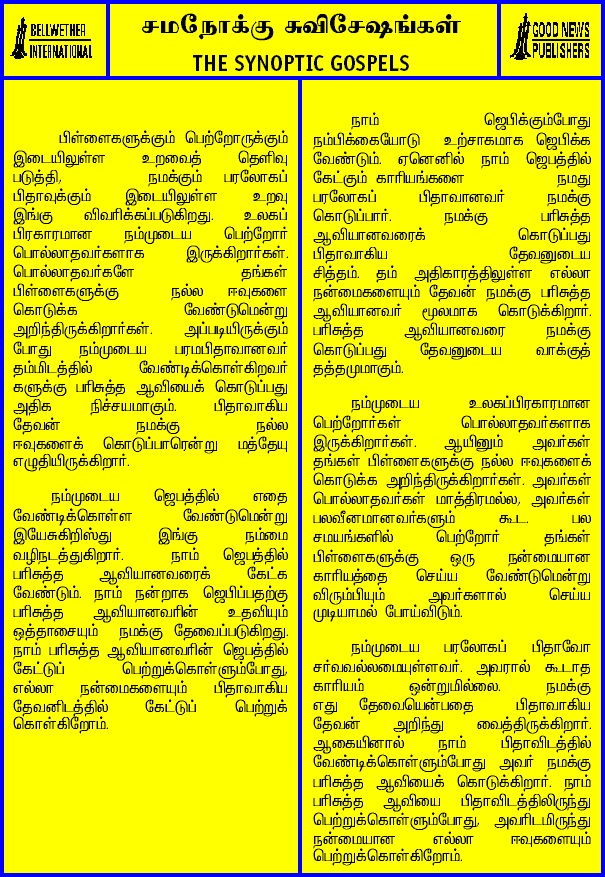 BELLWETHER
INTERNATIONAL
சமநோக்கு சுவிசேஷங்கள்
THE SYNOPTIC GOSPELS
GOOD NEWS
PUBLISHERS
பிள்ளைகளுக்கும் பெற்றோருக்கும்
இடையிலுள்ள உறவைத் தெளிவு
படுத்தி, நமக்கும் பரலோகப்
பிதாவுக்கும் இடையிலுள்ள உறவு
இங்கு விவரிக்கப்படுகிறது. உலகப்
பிரகாரமான நம்முடைய பெற்றோர்
பொல்லாதவர்களாக இருக்கிறார்கள்.
பொல்லாதவர்களே தங்கள்
பிள்ளைகளுக்கு நல்ல ஈவுகளை
கொடுக்க வேண்டுமென்று
அறிந்திருக்கிறார்கள். அப்படியிருக்கும்
போது நம்முடைய பரமபிதாவானவர்
தம்மிடத்தில் வேண்டிக்கொள்கிறவர்
களுக்கு பரிசுத்த ஆவியைக் கொடுப்பது
அதிக நிச்சயமாகும். பிதாவாகிய
தேவன் நமக்கு நல்ல
ஈவுகளைக் கொடுப்பாரென்று மத்தேயு
எழுதியிருக்கிறார்.
நம்முடைய ஜெபத்தில் எதை
வேண்டிக்கொள்ள வேண்டுமென்று
இயேசுகிறிஸ்து இங்கு நம்மை
வழிநடத்துகிறார். நாம் ஜெபத்தில்
பரிசுத்த ஆவியானவரைக் கேட்க
வேண்டும். நாம் நன்றாக ஜெபிப்பதற்கு
பரிசுத்த ஆவியானவரின் உதவியும்
ஒத்தாசையும் நமக்கு தேவைப்படுகிறது.
நாம் பரிசுத்த ஆவியானவரின் ஜெபத்தில்
கேட்டுப் பெற்றுக்கொள்ளும்போது,
எல்லா நன்மைகளையும் பிதாவாகிய
தேவனிடத்தில் கேட்டுப் பெற்றுக்
கொள்கிறோம்.
நாம் ஜெபிக்கும்போது
நம்பிக்கையோடு உற்சாகமாக ஜெபிக்க
வேண்டும். ஏனெனில் நாம் ஜெபத்தில்
கேட்கும் காரியங்களை நமது
பரலோகப் பிதாவானவர் நமக்கு
கொடுப்பார். நமக்கு பரிசுத்த
ஆவியானவரைக் கொடுப்பது
பிதாவாகிய தேவனுடைய
சித்தம். தம் அதிகாரத்திலுள்ள எல்லா
நன்மைகளையும் தேவன் நமக்கு பரிசுத்த
ஆவியானவர் மூலமாக கொடுக்கிறார்.
பரிசுத்த ஆவியானவரை நமக்கு
கொடுப்பது தேவனுடைய வாக்குத்
தத்தமுமாகும்.
நம்முடைய உலகப்பிரகாரமான
பெற்றோர்கள் பொல்லாதவர்களாக
இருக்கிறார்கள். ஆயினும் அவர்கள்
தங்கள் பிள்ளைகளுக்கு நல்ல ஈவுகளைக்
கொடுக்க அறிந்திருக்கிறார்கள். அவர்கள்
பொல்லாதவர்கள் மாத்திரமல்ல, அவர்கள்
பலவீனமானவர்களும் கூட. பல
சமயங்களில் பெற்றோர் தங்கள்
பிள்ளைகளுக்கு ஒரு நன்மையான
காரியத்தை செய்ய வேண்டுமென்று
விரும்பியும் அவர்களால் செய்ய
முடியாமல் போய்விடும்.
நம்முடைய பரலோகப் பிதாவோ
சர்வவல்லமையுள்ளவர். அவரால் கூடாத
காரியம் ஒன்றுமில்லை. நமக்கு
எது தேவையென்பதை பிதாவாகிய
தேவன் அறிந்து வைத்திருக்கிறார்.
ஆகையினால் நாம் பிதாவிடத்தில்
வேண்டிக்கொள்ளும்போது அவர் நமக்கு
பரிசுத்த ஆவியைக் கொடுக்கிறார். நாம்
பரிசுத்த ஆவியை பிதாவிடத்திலிருந்து
பெற்றுக்கொள்ளும்போது, அவரிடமிருந்து
நன்மையான எல்லா ஈவுகளையும்
பெற்றுக்கொள்கிறோம்.